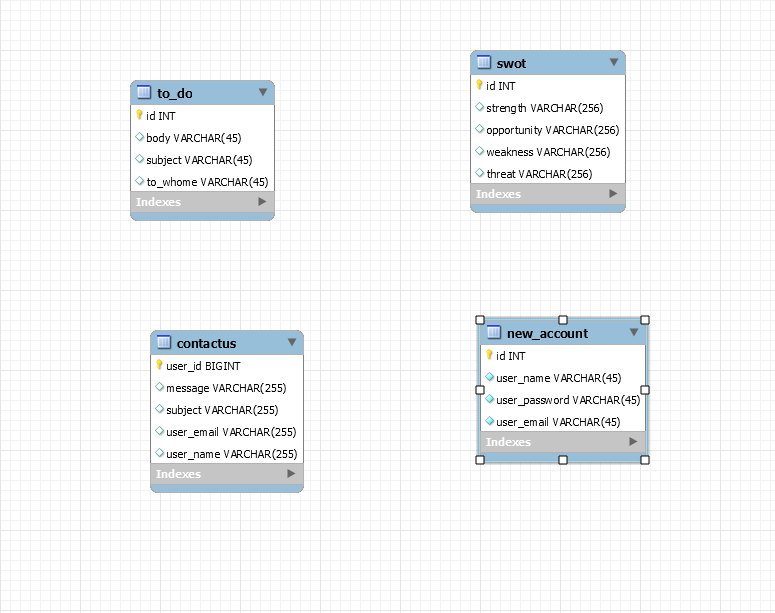 to_do
id INT
body VARCHAR(45)
subject VARCHAR(45)
to_whome VARCHAR(45)
Indexes
swot
id INT
strength VARCHAR(256)
opportunity VARCHAR(256)
weakness VARCHAR(256)
threat VARCHAR(256)
Indexes
contactus
user_id BIGINT
message VARCHAR(255)
subject VARCHAR(255)
user_email VARCHAR(255)
user_name VARCHAR(255)
Indexes
new_account
id INT
user_name VARCHAR(45)
user_password VARCHAR(45)
user_email VARCHAR(45)
Indexes